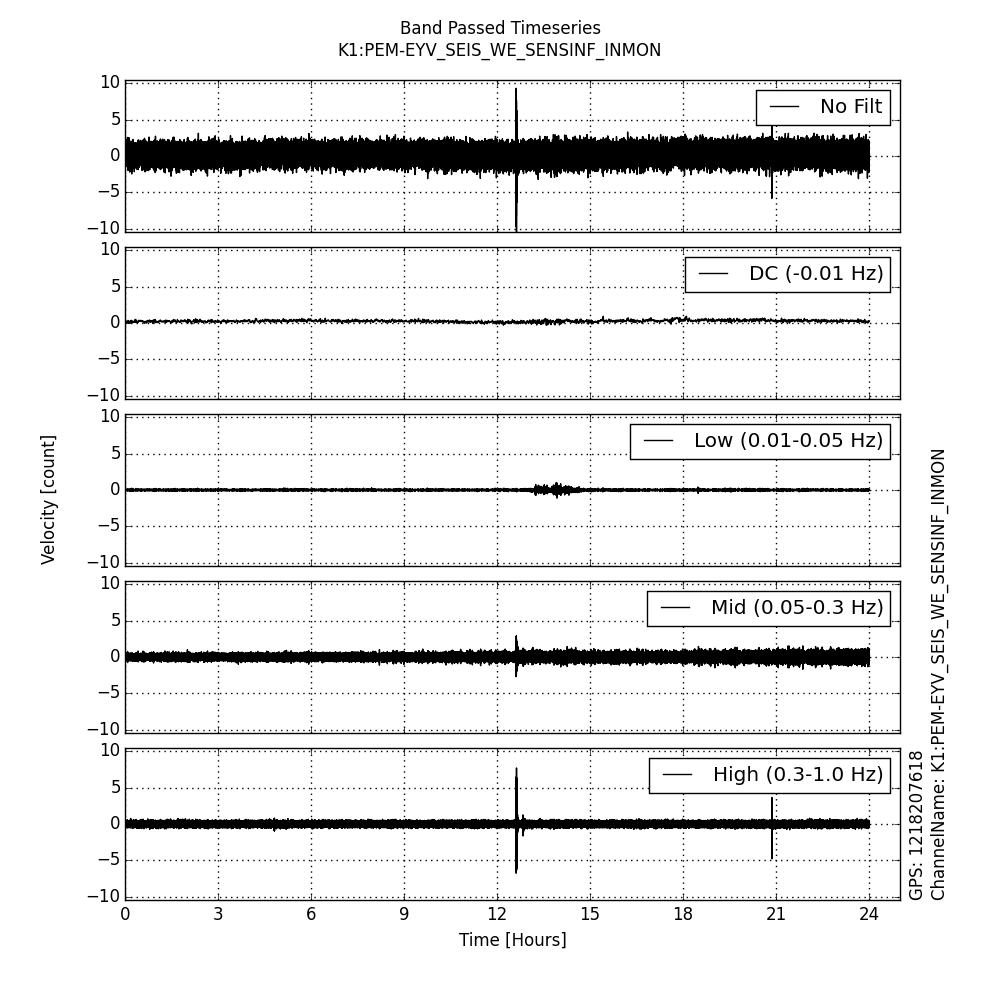 Band Passed Timeseries
K1:PEM-EYV_SEIS_WE_SENSINF_INMON
10
5
0
−5
−10
No Filt
10
5
0
−5
−10
DC (-0.01 Hz)
10
5
0
−5
−10
Low (0.01-0.05 Hz)
10
5
0
−5
−10
Mid (0.05-0.3 Hz)
10
5
0
−5
−10
High (0.3-1.0 Hz)
0 3 6 9 12 15 18 21 24
Time [Hours]
Velocity [count]
GPS: 1218207618
ChannelName: K1:PEM-EYV_SEIS_WE_SENSINF_INMON